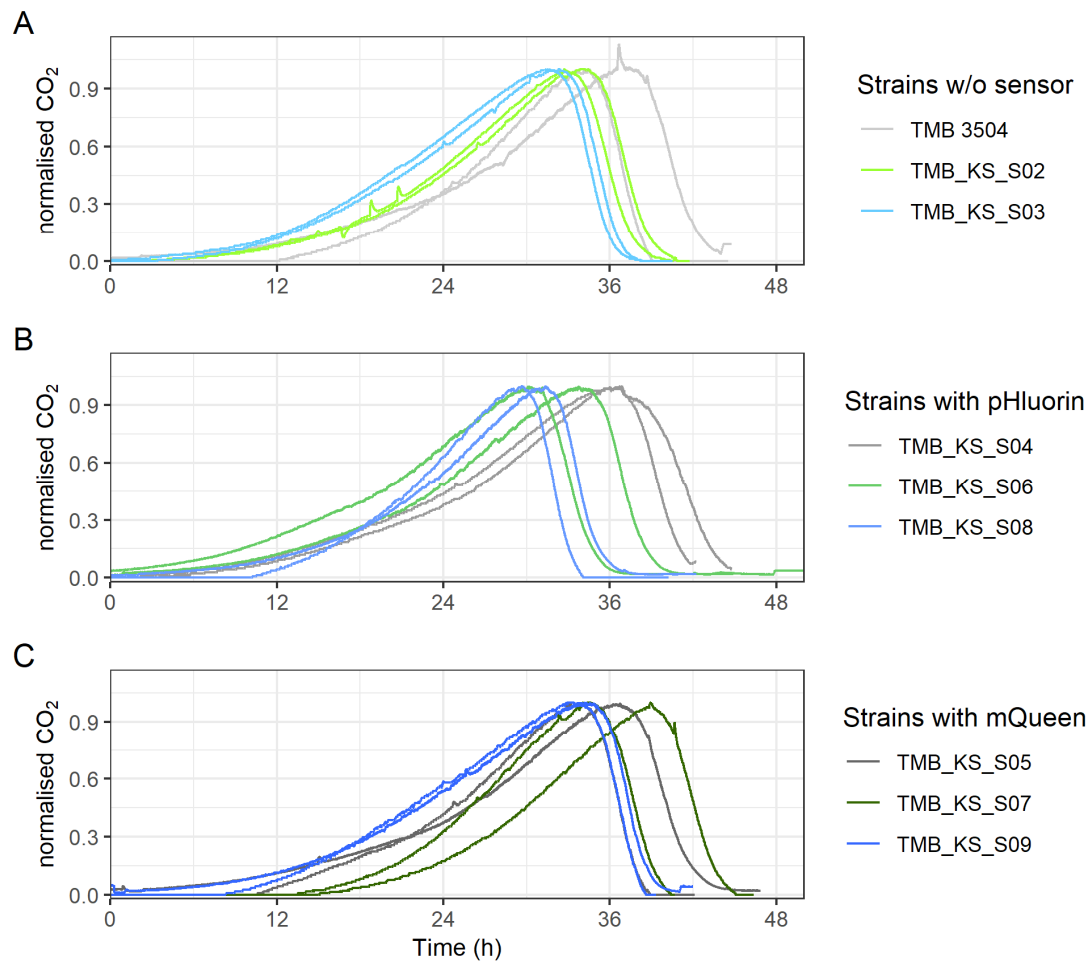 A
normalised CO₂
0.9
0.6
0.3
0.0
0 12 24 36 48
Strains w/o sensor
TMB 3504
TMB_KS_S02
TMB_KS_S03
B
normalised CO₂
0.9
0.6
0.3
0.0
0 12 24 36 48
Strains with pHluorin
TMB_KS_S04
TMB_KS_S06
TMB_KS_S08
C
normalised CO₂
0.9
0.6
0.3
0.0
0 12 24 36 48
Time (h)
Strains with mQueen
TMB_KS_S05
TMB_KS_S07
TMB_KS_S09